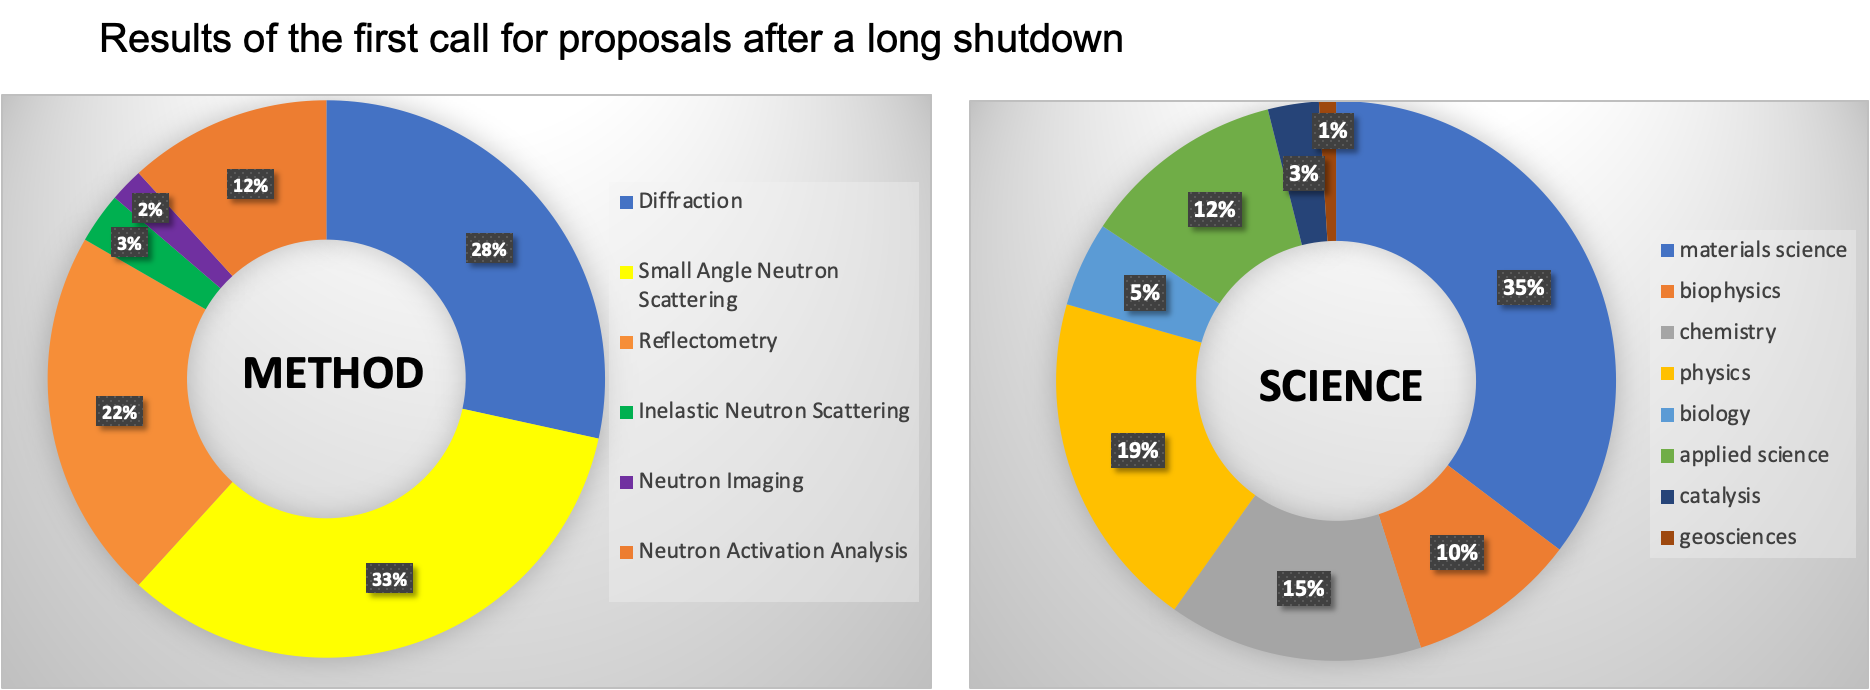 Results of the first call for proposals after a long shutdown
12%
2%
3%
28%
22%
33%
METHOD
Diffraction
Small Angle Neutron
Scattering
Reflectometry
Inelastic Neutron Scattering
Neutron Imaging
Neutron Activation Analysis
1%
3%
12%
5%
35%
19%
10%
15%
SCIENCE
materials science
biophysics
chemistry
physics
biology
applied science
catalysis
geosciences